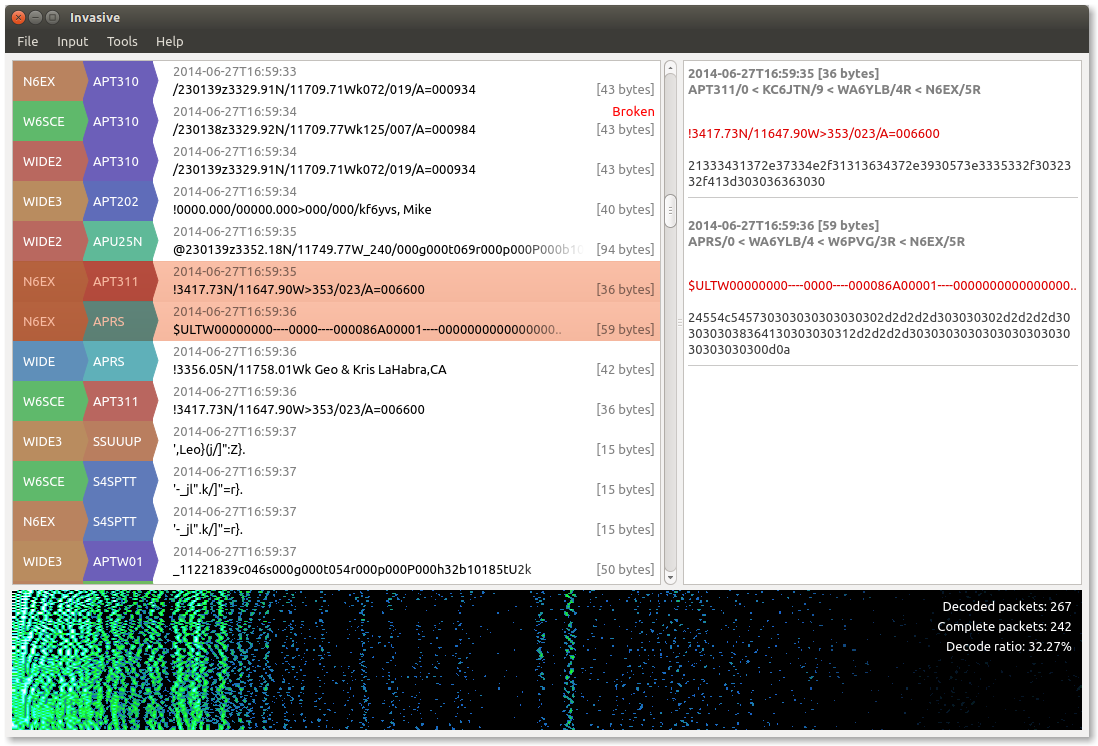 Invasive
File Input Tools Help
N6EX APT310 2014-06-27T16:59:33
/230139z3329.91N/11709.71Wk072/019/A=000934 [43 bytes]
W6SCE APT310 Broken
/230138z3329.92N/11709.77Wk125/007/A=000984 [43 bytes]
WIDE2 APT310 2014-06-27T16:59:34
/230139z3329.91N/11709.71Wk072/019/A=000934 [43 bytes]
WIDE3 APT202 2014-06-27T16:59:34
!0000.000/00000.000>000/000/kf6yvs, Mike [40 bytes]
WIDE2 APU25N 2014-06-27T16:59:35
@230139z3352.18N/11749.77W_240/000g000t069r000p000P000b10 [94 bytes]
N6EX APT311 2014-06-27T16:59:35
!3417.73N/11647.90W>353/023/A=006600 [36 bytes]
N6EX APRS 2014-06-27T16:59:36
$ULTW00000000----0000----000086A00001----0000000000000000.. [59 bytes]
WIDE APRS 2014-06-27T16:59:36
!3356.05N/11758.01Wk Geo & Kris LaHabra,CA [42 bytes]
W6SCE APT311 2014-06-27T16:59:36
!3417.73N/11647.90W>353/023/A=006600 [36 bytes]
WIDE3 SSUUUP 2014-06-27T16:59:37
',Leo}(j/]":Z}. [15 bytes]
W6SCE S4SPTT 2014-06-27T16:59:37
'-_jl".k/]"=r}. [15 bytes]
N6EX S4SPTT 2014-06-27T16:59:37
'-_jl".k/]"=r}. [15 bytes]
WIDE3 APTW01 2014-06-27T16:59:37
_11221839c046s000g000t054r000p000P000h32b10185tU2k [50 bytes]
2014-06-27T16:59:35 [36 bytes]
APT311/0 < KC6JTN/9 < WA6YLB/4R < N6EX/5R
!3417.73N/11647.90W>353/023/A=006600
21333431372e37334e2f31313634372e3930573e3335332f3032
332f413d303036363030
2014-06-27T16:59:36 [59 bytes]
APRS/0 < WA6YLB/4 < W6PVG/3R < N6EX/5R
$ULTW00000000----0000----000086A00001----0000000000000000..
24554c545730303030303030302d2d2d2d303030302d2d2d2d30
3030303836413030303030312d2d2d2d30303030303030303030
3030303030300d0a
Decoded packets: 267
Complete packets: 242
Decode ratio: 32.27%